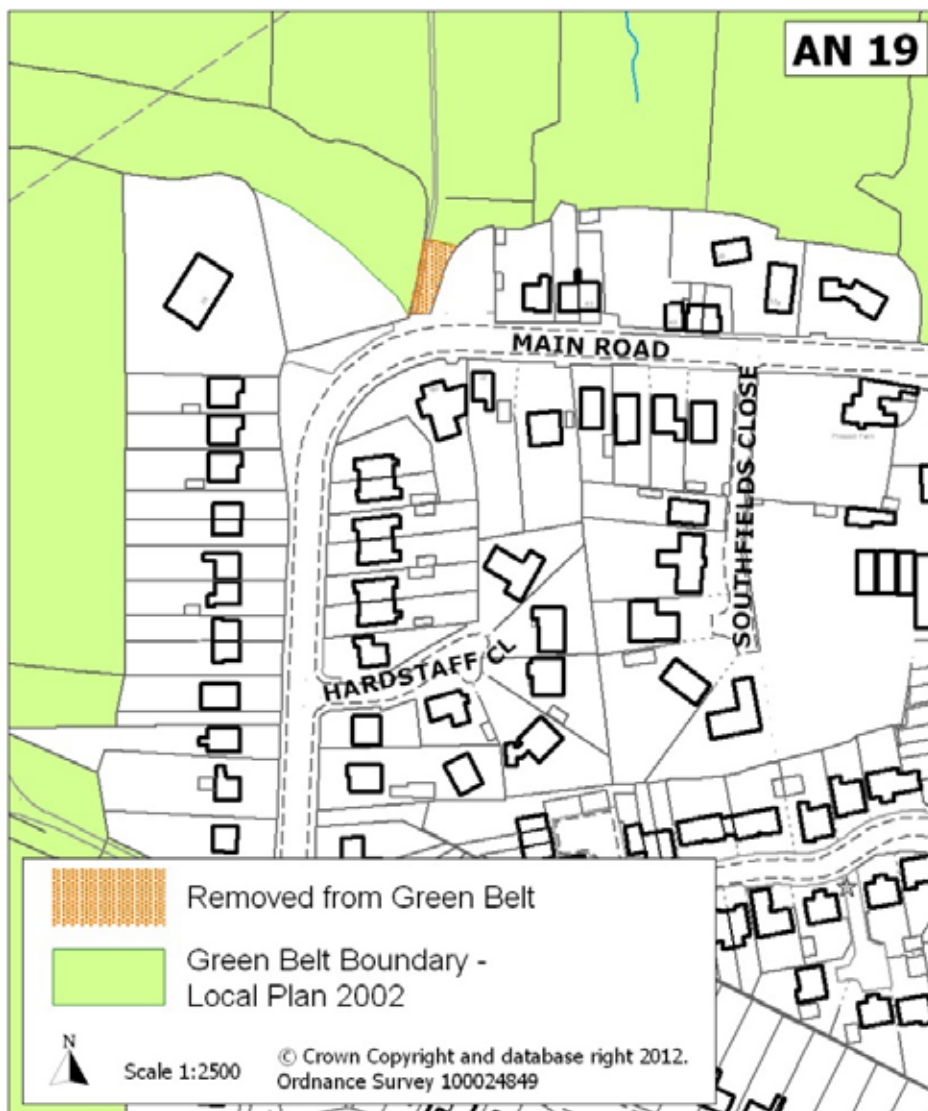 AN 19
MAIN ROAD
SOUTHFIELDS CLOSE
HARDSTAFF CL
Removed from Green Belt
Green Belt Boundary -
Local Plan 2002
N
Scale 1:2500
© Crown Copyright and database right 2012.
Ordnance Survey 100024849